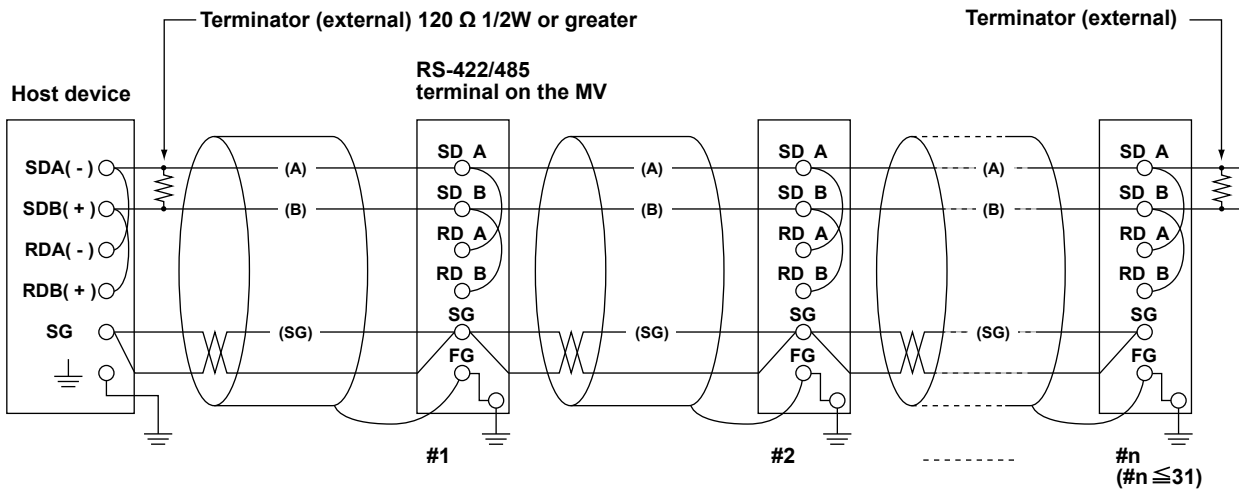 Terminator (external) 120 Ω 1/2W or greater
Terminator (external)
RS-422/485
terminal on the MV
Host device
SDA( - )
SDB( + )
RDA( - )
RDB( + )
SG
(A)
(B)
(SG)
SD A
SD B
RD A
RD B
SG
FG
#1
(A)
(B)
(SG)
SD A
SD B
RD A
RD B
SG
FG
#2
(A)
(B)
(SG)
SD A
SD B
RD A
RD B
SG
FG
#n
(#n ≦31)